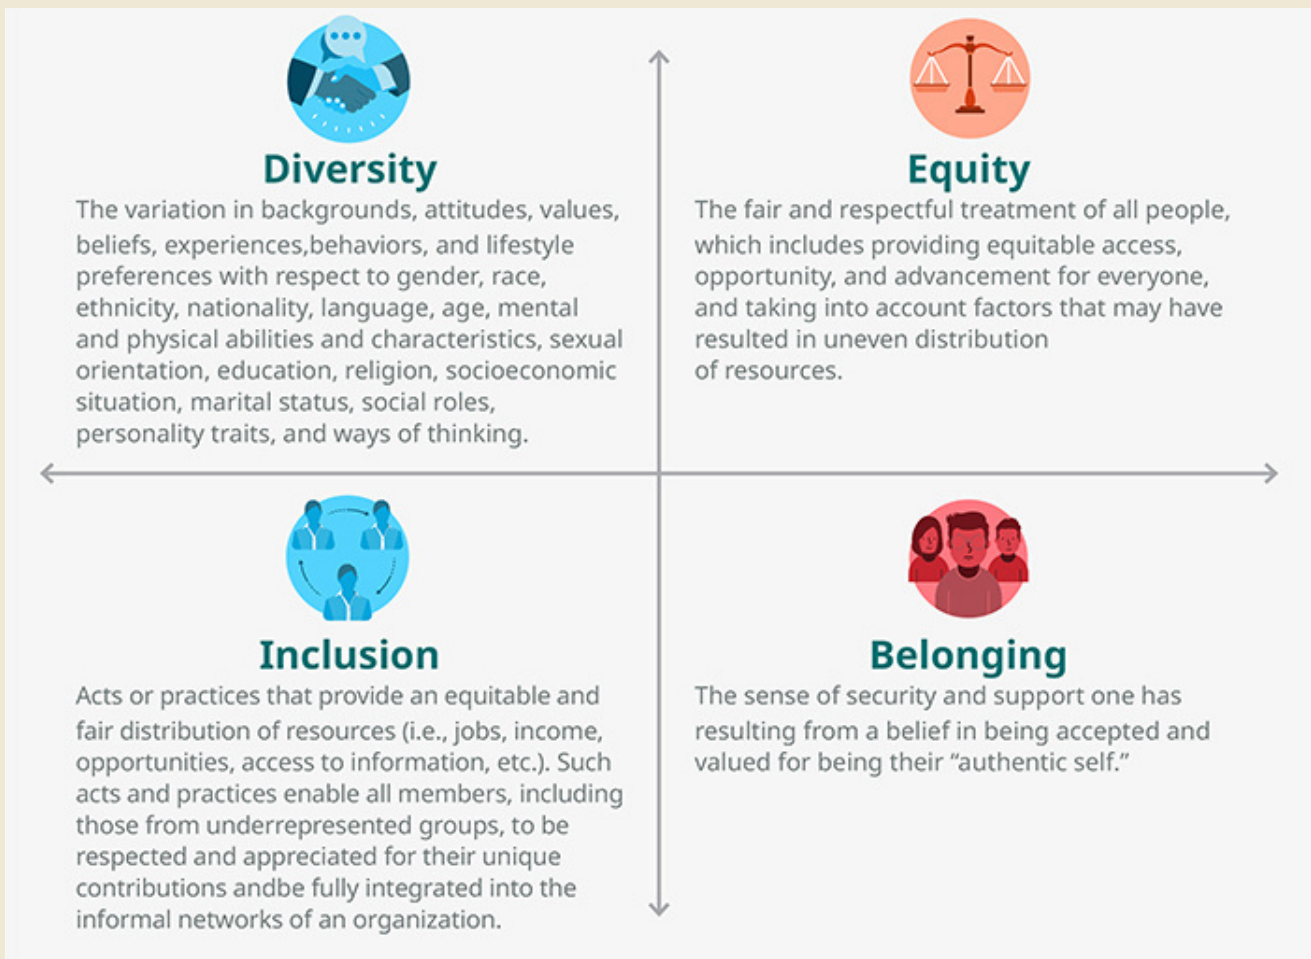 Diversity
The variation in backgrounds, attitudes, values,
beliefs, experiences,behaviors, and lifestyle
preferences with respect to gender, race,
ethnicity, nationality, language, age, mental
and physical abilities and characteristics, sexual
orientation, education, religion, socioeconomic
situation, marital status, social roles,
personality traits, and ways of thinking.
Equity
The fair and respectful treatment of all people,
which includes providing equitable access,
opportunity, and advancement for everyone,
and taking into account factors that may have
resulted in uneven distribution
of resources.
Inclusion
Acts or practices that provide an equitable and
fair distribution of resources (i.e., jobs, income,
opportunities, access to information, etc.). Such
acts and practices enable all members, including
those from underrepresented groups, to be
respected and appreciated for their unique
contributions andbe fully integrated into the
informal networks of an organization.
Belonging
The sense of security and support one has
resulting from a belief in being accepted and
valued for being their “authentic self.”